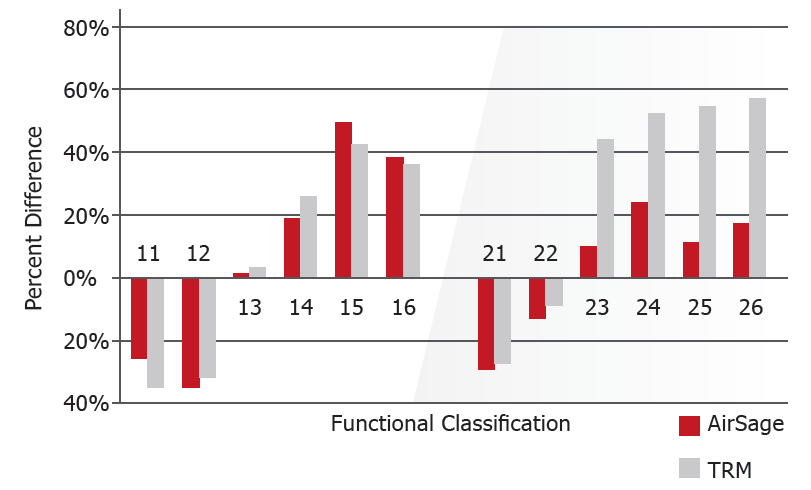 80%
60%
40%
20%
0%
20%
40%
Percent Difference
11 12
13 14 15 16
21 22
23 24 25 26
Functional Classification
AirSage
TRM